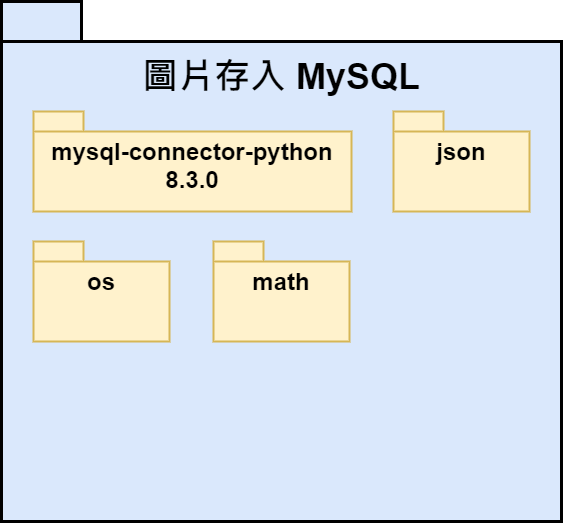 圖片存入 MySQL
mysql-connector-python
8.3.0
json
os
math